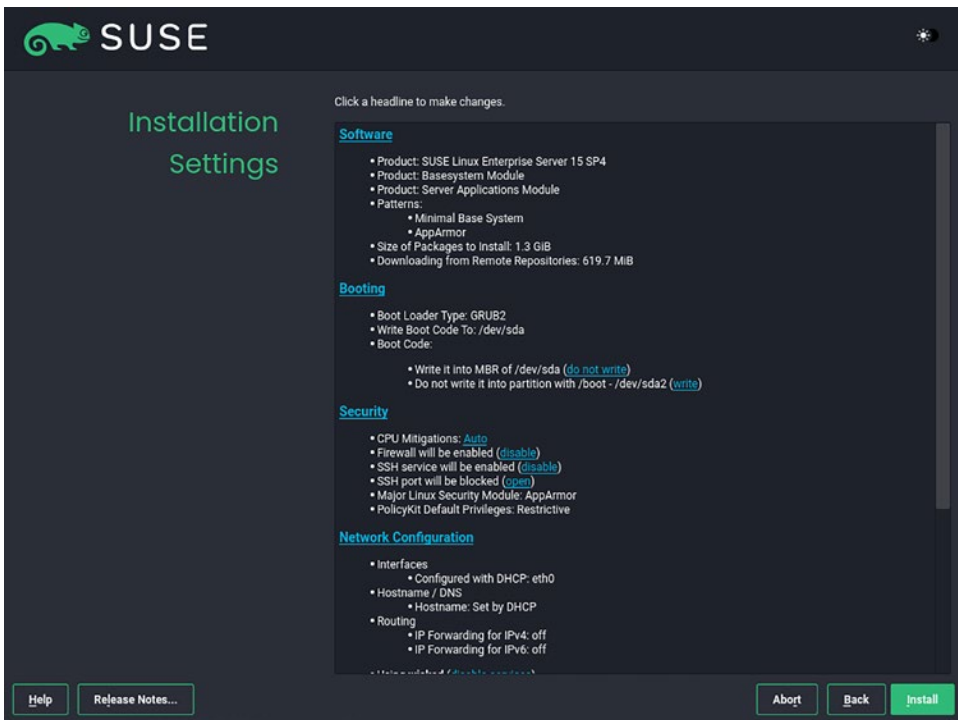 SUSE
Installation
Settings
Click a headline to make changes.
Software
• Product: SUSE Linux Enterprise Server 15 SP4
• Product: Basesystem Module
• Product: Server Applications Module
• Patterns:
• Minimal Base System
• AppArmor
• Size of Packages to Install: 1.3 GiB
• Downloading from Remote Repositories: 619.7 MiB
Booting
• Boot Loader Type: GRUB2
• Write Boot Code To: /dev/sda
• Boot Code:
• Write it into MBR of /dev/sda (do not write)
• Do not write it into partition with /boot - /dev/sda2 (write)
Security
• CPU Mitigations: Auto
• Firewall will be enabled (disable)
• SSH service will be enabled (disable)
• SSH port will be blocked (open)
• Major Linux Security Module: AppArmor
• PolicyKit Default Privileges: Restrictive
Network Configuration
• Interfaces
• Configured with DHCP: eth0
• Hostname / DNS
• Hostname: Set by DHCP
• Routing
• IP Forwarding for IPv4: off
• IP Forwarding for IPv6: off
Help
Release Notes...
Abort
Back
Install